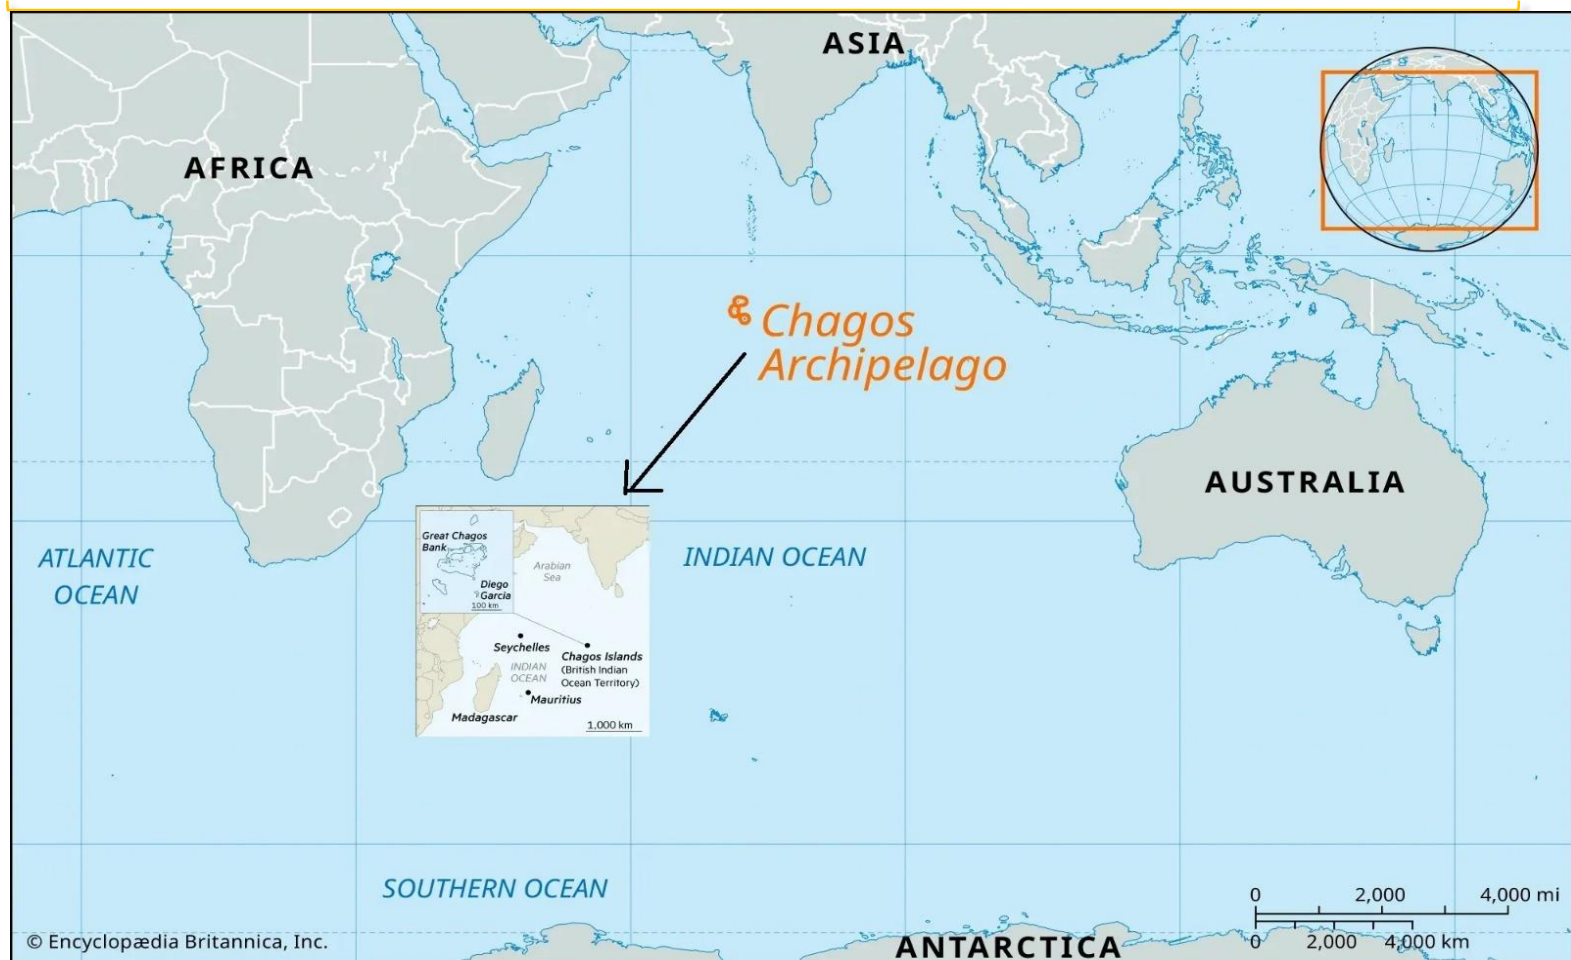 ASIA
AFRICA
Chagos
Archipelago
AUSTRALIA
ATLANTIC
OCEAN
INDIAN OCEAN
Great Chagos
Bank
Diego
Garcia
100 km
Arabian
Sea
Seychelles
Chagos Islands
(British Indian
Ocean Territory)
INDIAN
OCEAN
Mauritius
Madagascar
1,000 km
SOUTHERN OCEAN
0 2,000 4,000 mi
0 2,000 4,000 km
© Encyclopædia Britannica, Inc.
ANTARCTICA